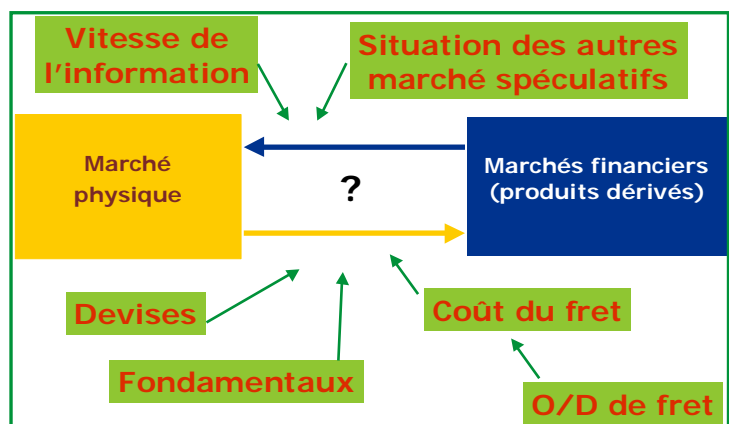 Vitesse de
l'information
Situation des autres
marché spéculatifs
Marché
physique
?
Marchés financiers
(produits dérivés)
Devises
Coût du fret
Fondamentaux
O/D de fret